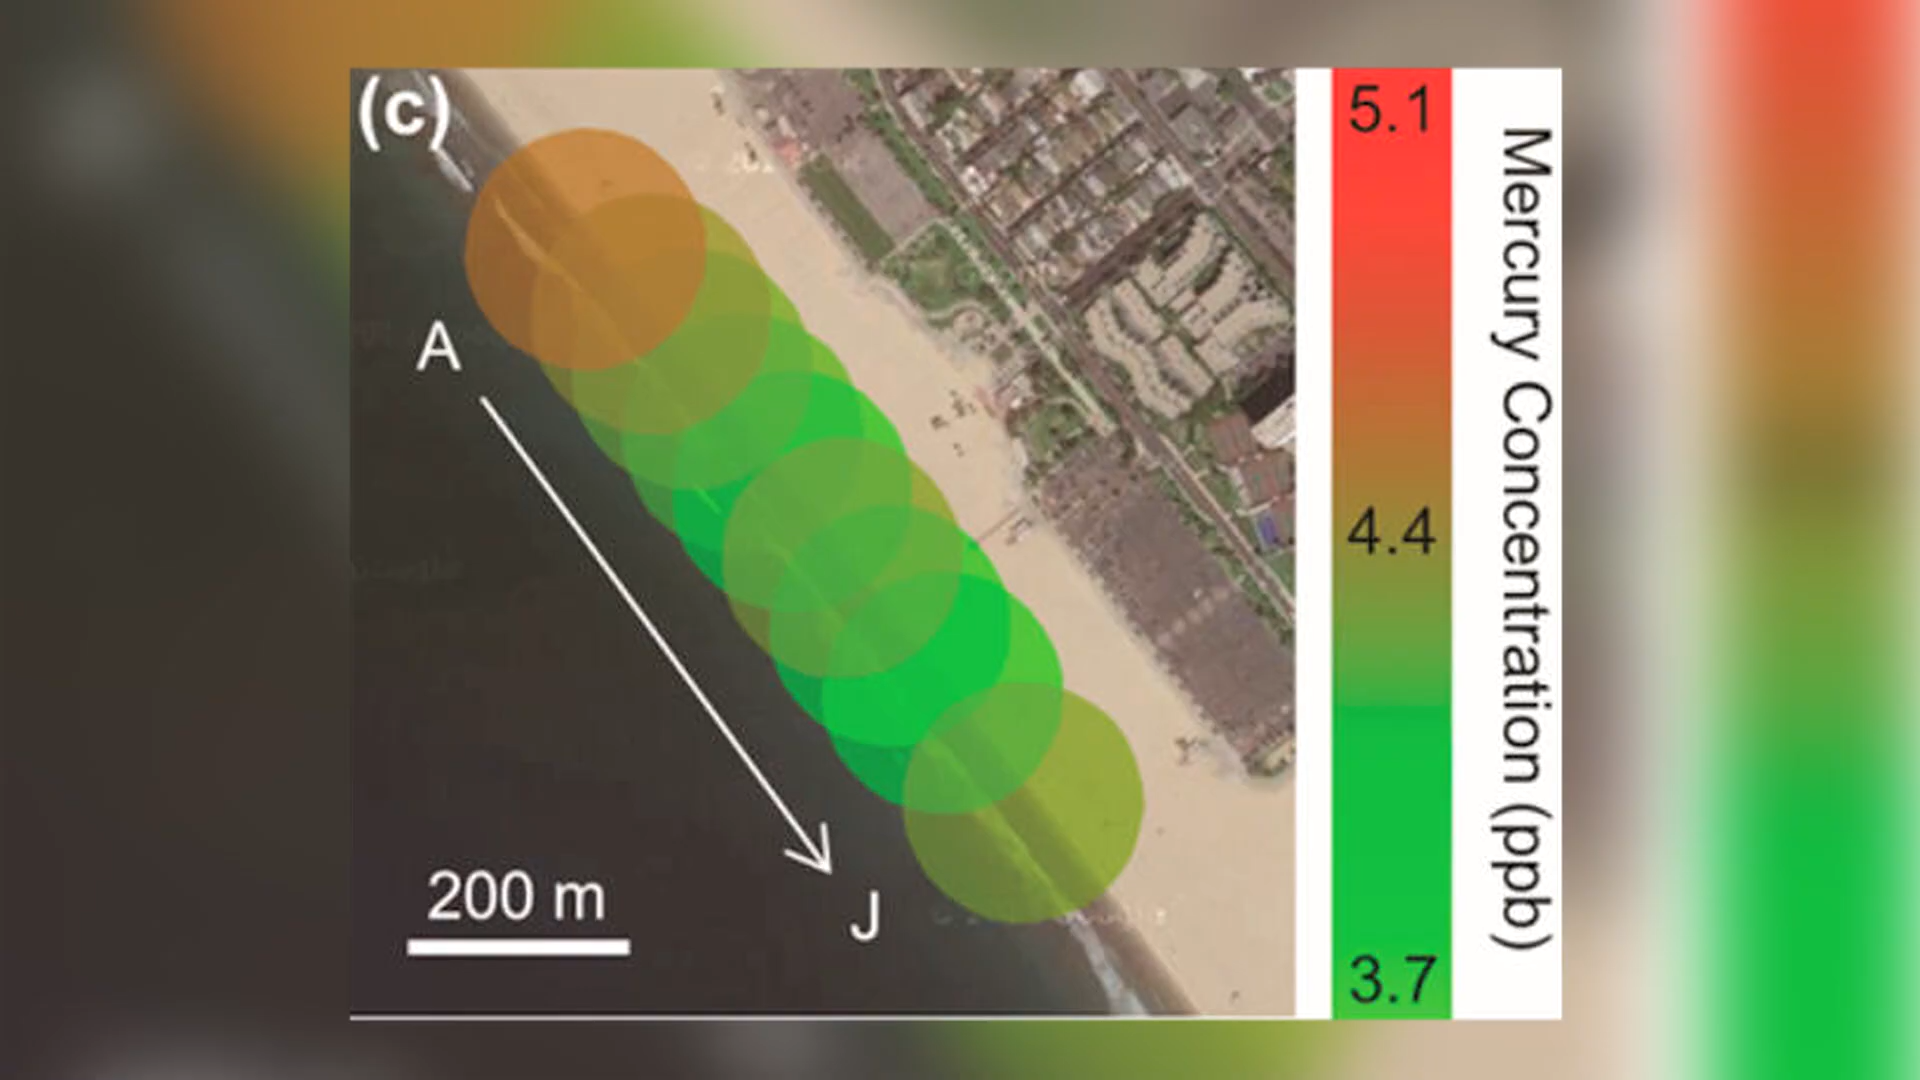 (c)
A
J
200 m
5.1
4.4
3.7
Mercury Concentration (ppb)